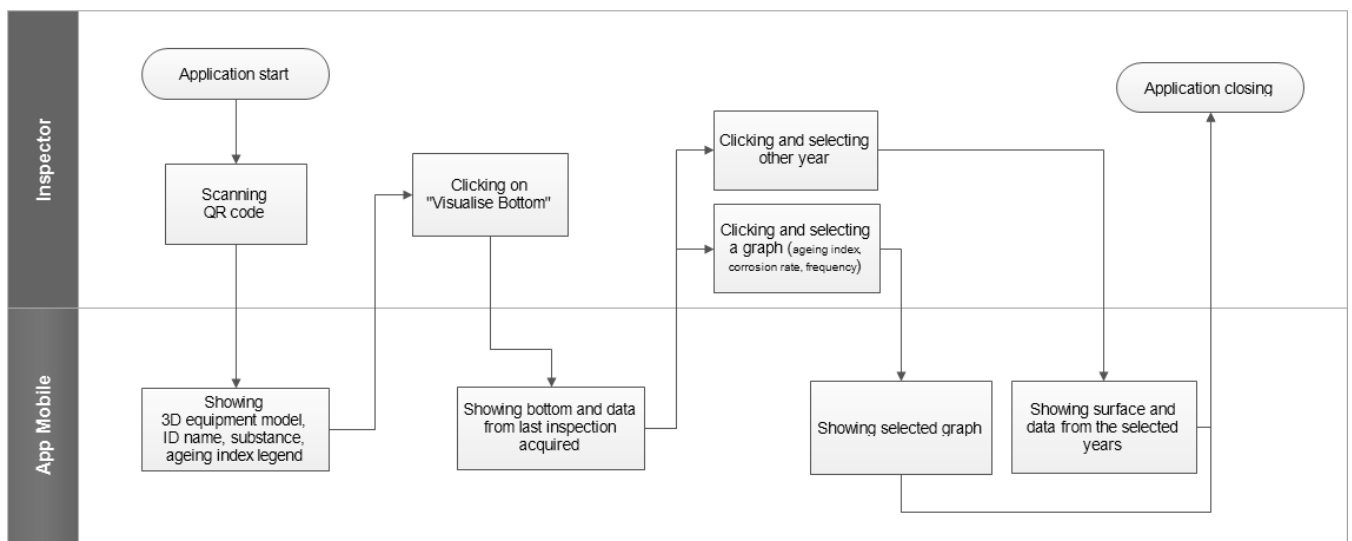 Inspector
Application start
Scanning
QR code
Clicking on
"Visualise Bottom"
Clicking and selecting
other year
Clicking and selecting
a graph (ageing index,
corrosion rate, frequency)
Application closing
App Mobile
Showing
3D equipment model,
ID name, substance,
ageing index legend
Showing bottom and data
from last inspection
acquired
Showing selected graph
Showing surface and
data from the selected
years